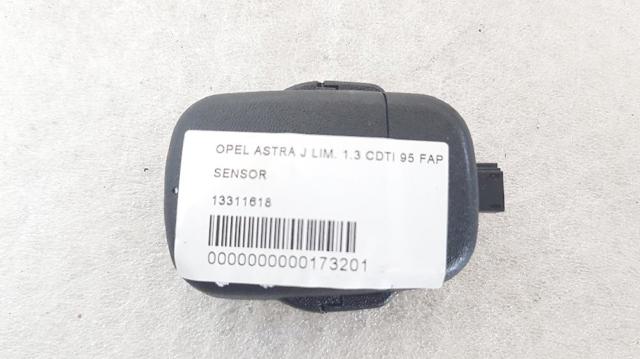 OPEL ASTRA J LIM. 1.3 CDTI 95 FAP
SENSOR
13311618
0000000000173201